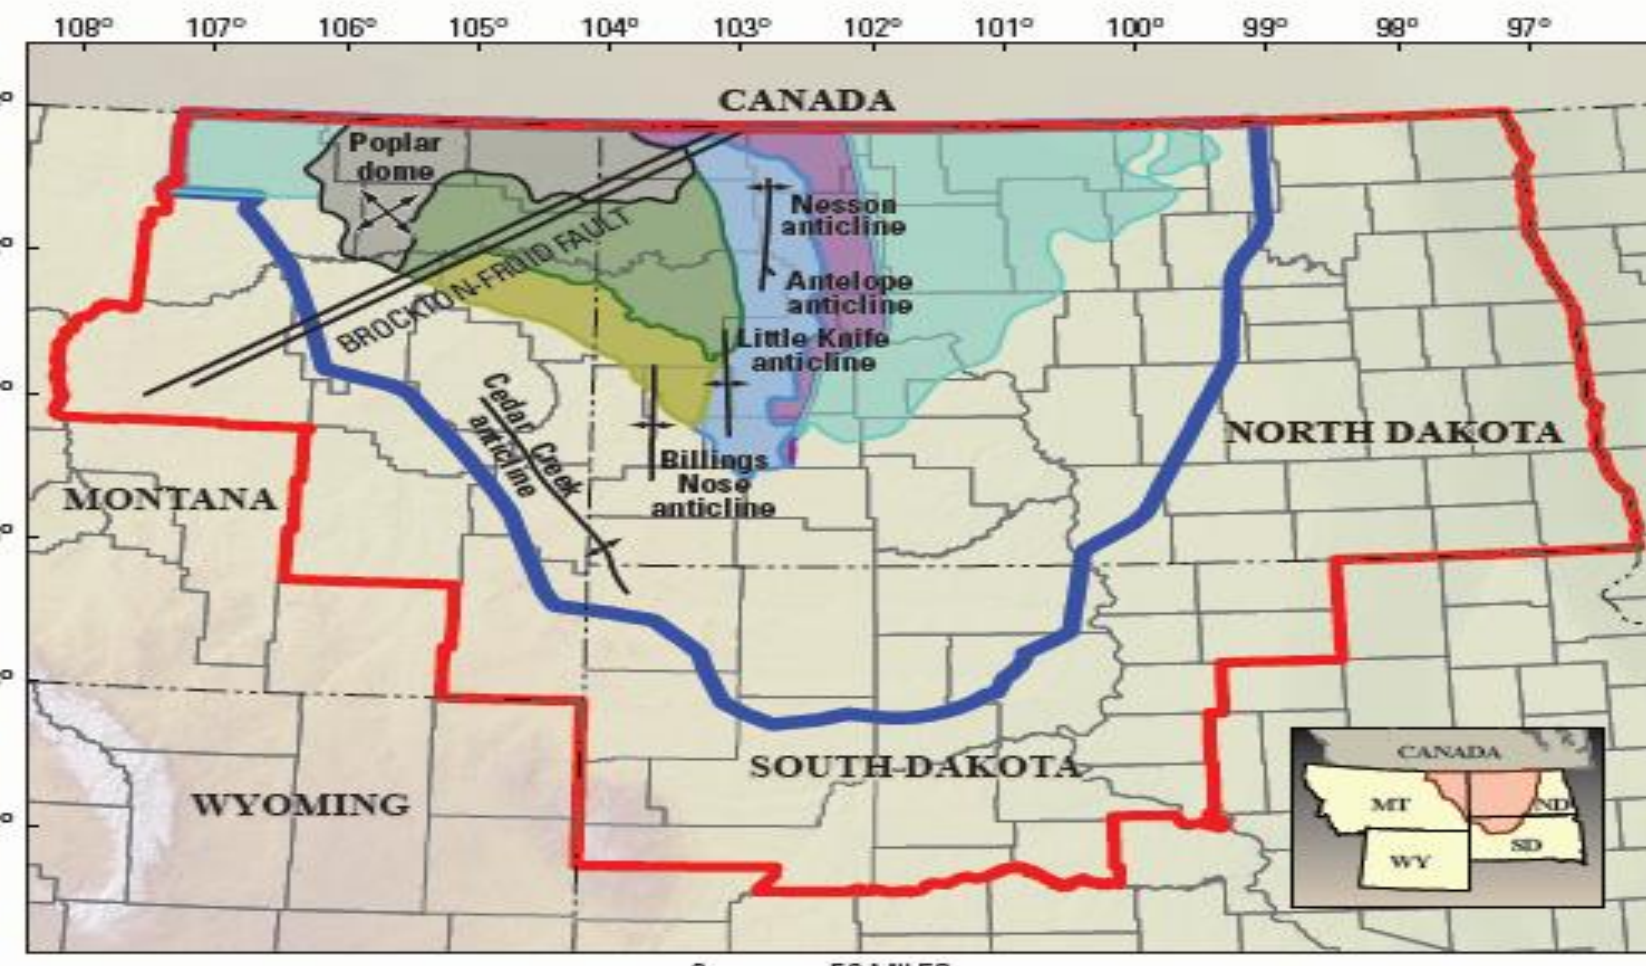 108° 107° 106° 105° 104° 103° 102° 101° 100° 99° 98° 97°
CANADA
Poplar
dome
Nesson
anticline
BROCKTON-FROID FAULT
Antelope
anticline
Little Knife
anticline
Cedar Creek
anticline
NORTH DAKOTA
Billings
Nose
anticline
MONTANA
SOUTH DAKOTA
WYOMING
CANADA
MT
ND
SD
WY